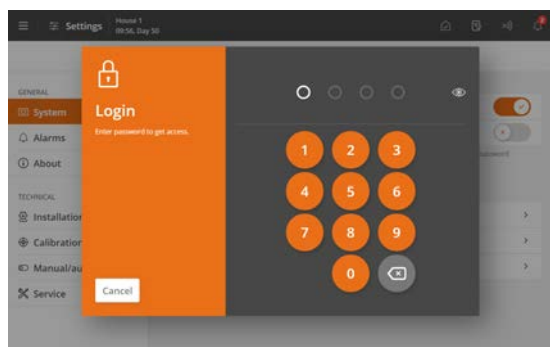 Settings
House 1
09:56, Day 50
GENERAL
System
Alarms
About
TECHNICAL
Installation
Calibration
Manual/au
Service
Login
Enter password to get access.
Cancel
1 2 3
4 5 6
7 8 9
0